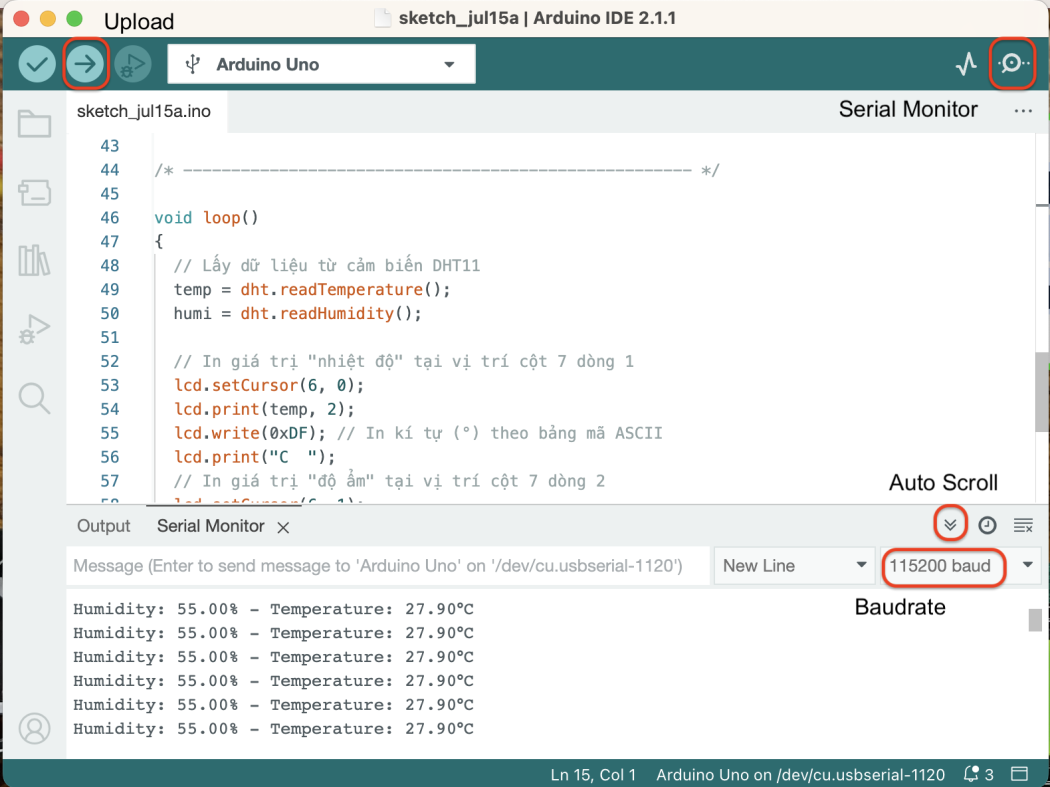 Upload
sketch_jul15a | Arduino IDE 2.1.1
Arduino Uno
sketch_jul15a.ino
Serial Monitor
43
44 /* ----------------------------------------------------- */
45
46 void loop()
47 {
48 // Lấy dữ liệu từ cảm biến DHT11
49 temp = dht.readTemperature();
50 humi = dht.readHumidity();
51
52 // In giá trị "nhiệt độ" tại vị trí cột 7 dòng 1
53 lcd.setCursor(6, 0);
54 lcd.print(temp, 2);
55 lcd.write(0xDF); // In kí tự (°) theo bảng mã ASCII
56 lcd.print("C  ");
57 // In giá trị "độ ẩm" tại vị trí cột 7 dòng 2
58 lcd.setCursor(6, 1);
Auto Scroll
Output Serial Monitor
Message (Enter to send message to 'Arduino Uno' on '/dev/cu.usbserial-1120')
New Line
115200 baud
Baudrate
Humidity: 55.00% - Temperature: 27.90°C
Humidity: 55.00% - Temperature: 27.90°C
Humidity: 55.00% - Temperature: 27.90°C
Humidity: 55.00% - Temperature: 27.90°C
Humidity: 55.00% - Temperature: 27.90°C
Humidity: 55.00% - Temperature: 27.90°C
Ln 15, Col 1 Arduino Uno on /dev/cu.usbserial-1120 3